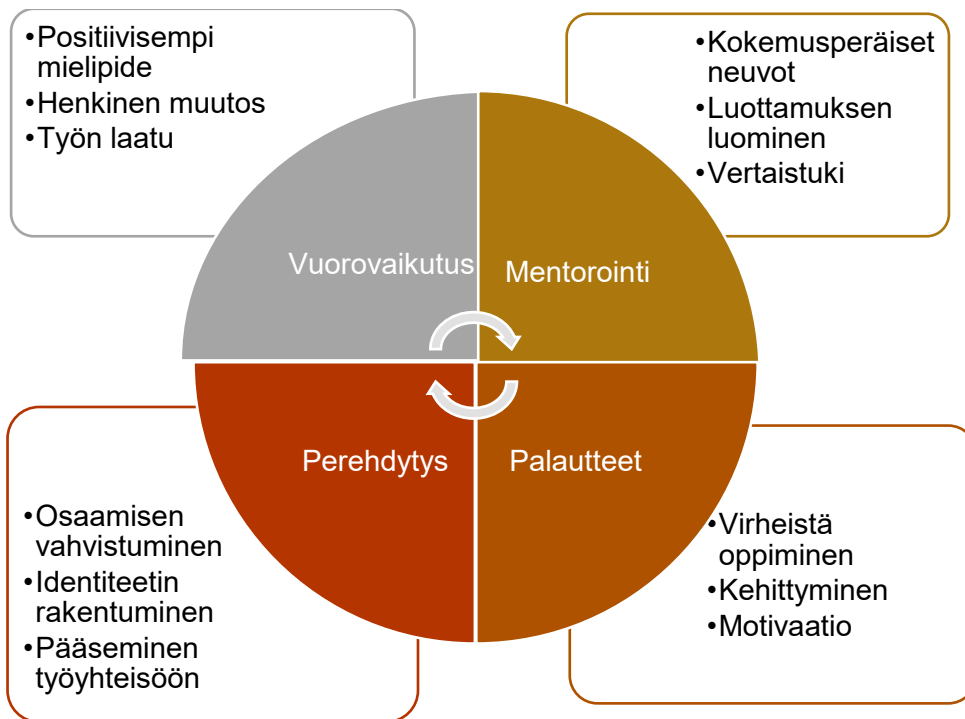 •Positiivisempi
mielipide
•Henkinen muutos
•Työn laatu
•Kokemusperäiset
neuvot
•Luottamuksen
luominen
•Vertaistuki
Vuorovaikutus
Mentorointi
Perehdytys
Palautteet
•Osaamisen
vahvistuminen
•Identiteetin
rakentuminen
•Pääseminen
työyhteisöön
•Virheistä
oppiminen
•Kehittyminen
•Motivaatio